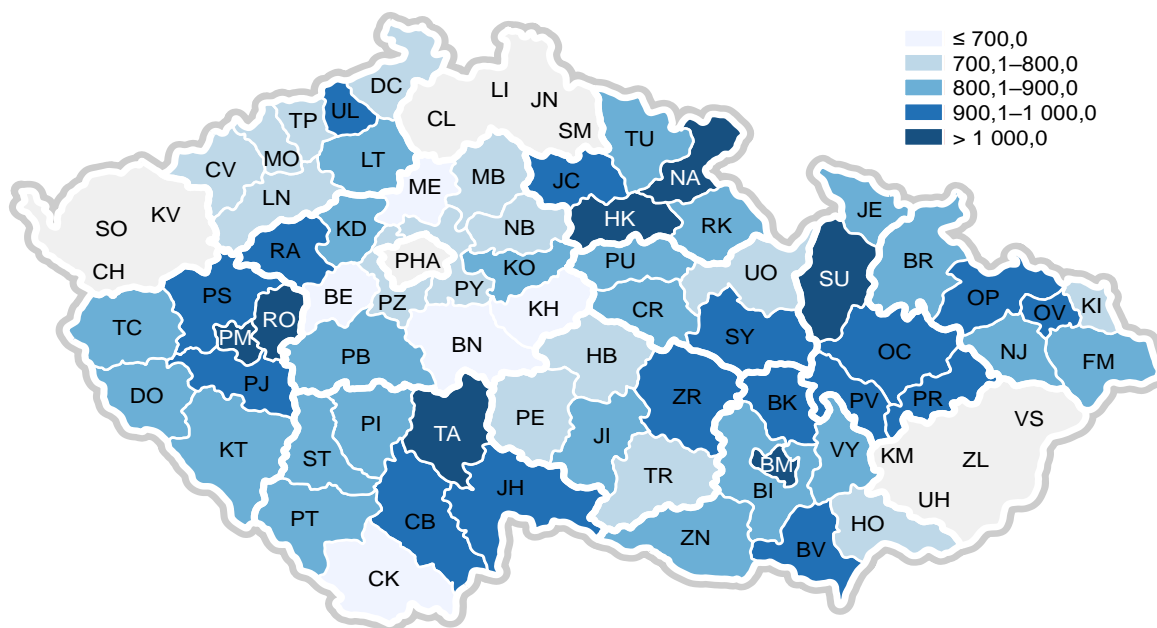 ≤ 700,0
700,1–800,0
800,1–900,0
900,1–1 000,0
> 1 000,0
DC
LI
JN
UL
TP
CL
SM
TU
MO
LT
CV
ME
MB
JC
NA
LN
SO
KV
KD
NB
HK
RK
JE
RA
PHA
KO
PU
UO
SU
BR
CH
PS
BE
PZ
PY
KH
CR
OP
KI
TC
PM
RO
OV
PB
BN
SY
OC
NJ
FM
DO
PJ
HB
ZR
BK
PV
PR
KT
PI
TA
PE
JI
VS
ST
BM
VY
KM
ZL
PT
JH
TR
BI
UH
CB
ZN
HO
BV
CK